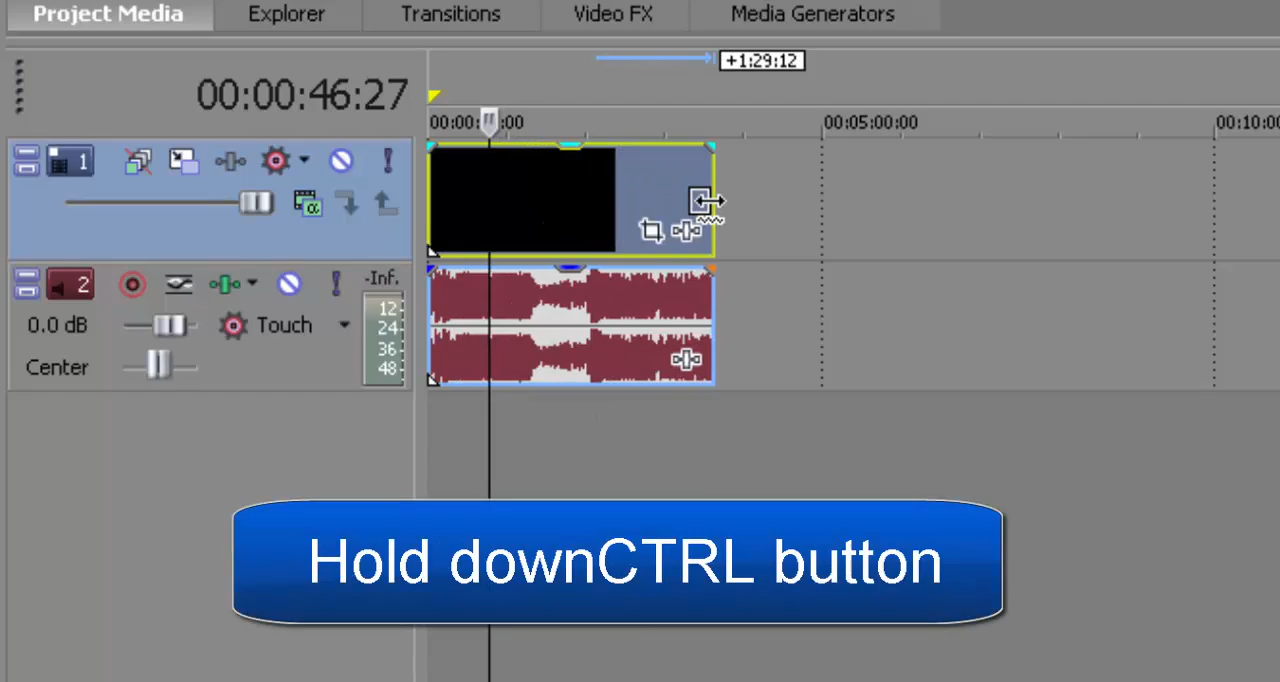 Project Media Explorer Transitions Video FX Media Generators
+1:29:12
00:00:46:27
00:00: :00 00:05:00:00 00:10:00
1
2
-Inf.
12
24
36
48
0.0 dB Touch
Center
Hold downCTRL button